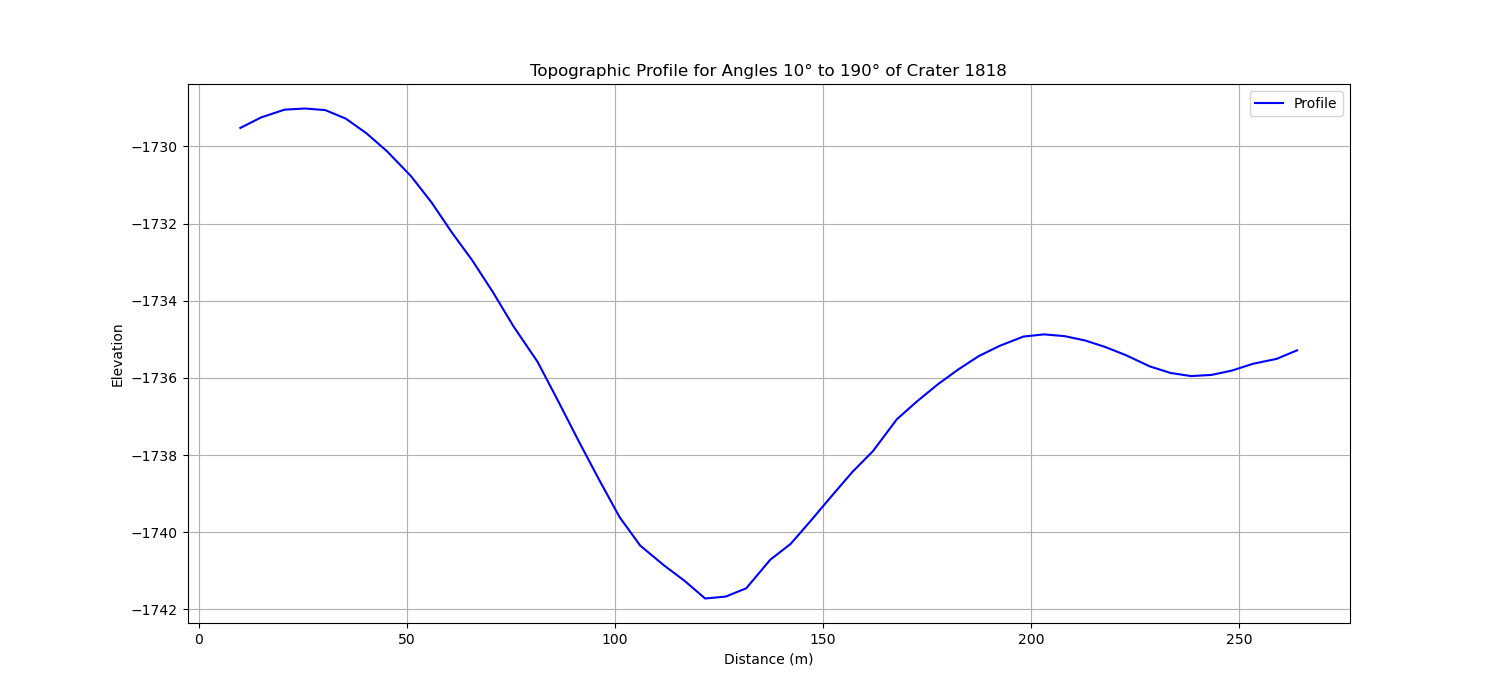 Topographic Profile for Angles 10° to 190° of Crater 1818
Profile
−1730
−1732
−1734
−1736
−1738
−1740
−1742
Elevation
0 50 100 150 200 250
Distance (m)